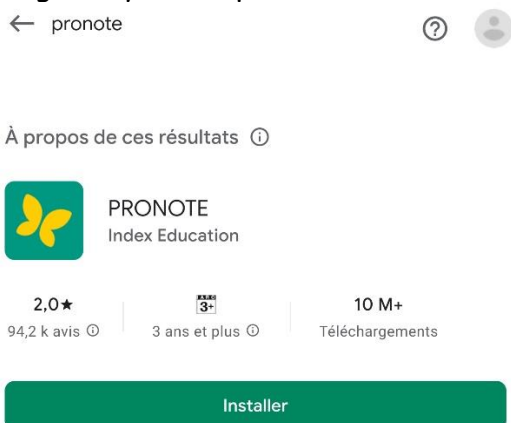 pronote
À propos de ces résultats
PRONOTE
Index Education
2,0★
94,2 k avis
3+
3 ans et plus
10 M+
Téléchargements
Installer